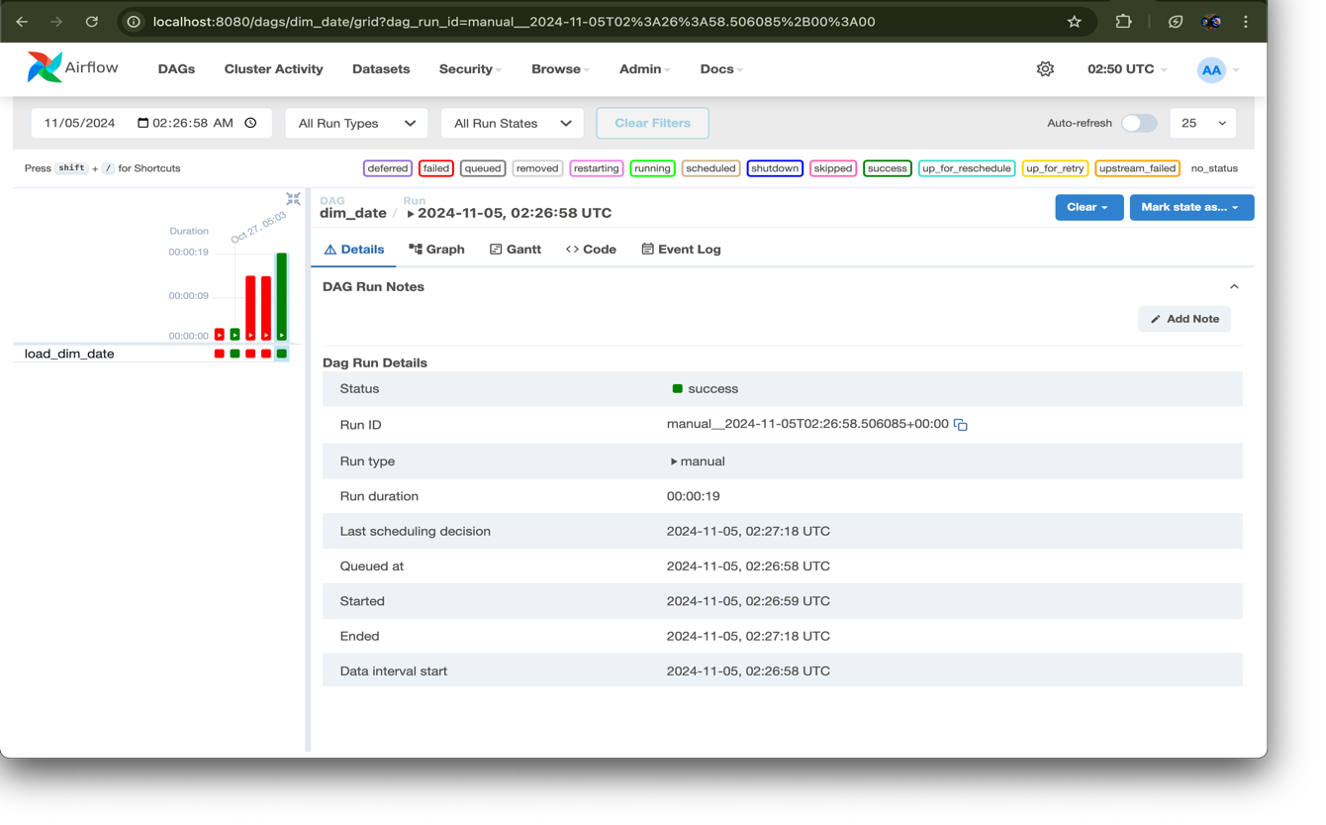 localhost:8080/dags/dim_date/grid?dag_run_id=manual__2024-11-05T02%3A26%3A58.506085%2B00%3A00
Airflow DAGs Cluster Activity Datasets Security Browse Admin Docs 02:50 UTC AA
11/05/2024 02:26:58 AM All Run Types All Run States Clear Filters Auto-refresh 25
Press shift + / for Shortcuts deferred failed queued removed restarting running scheduled shutdown skipped success up_for_reschedule up_for_retry upstream_failed no_status
Oct 27, 05:03
Duration
00:00:19
00:00:09
00:00:00
load_dim_date
DAG Run
dim_date / 2024-11-05, 02:26:58 UTC
Clear Mark state as...
Details Graph Gantt Code Event Log
DAG Run Notes
Add Note
Dag Run Details
Status success
Run ID manual__2024-11-05T02:26:58.506085+00:00
Run type manual
Run duration 00:00:19
Last scheduling decision 2024-11-05, 02:27:18 UTC
Queued at 2024-11-05, 02:26:58 UTC
Started 2024-11-05, 02:26:59 UTC
Ended 2024-11-05, 02:27:18 UTC
Data interval start 2024-11-05, 02:26:58 UTC